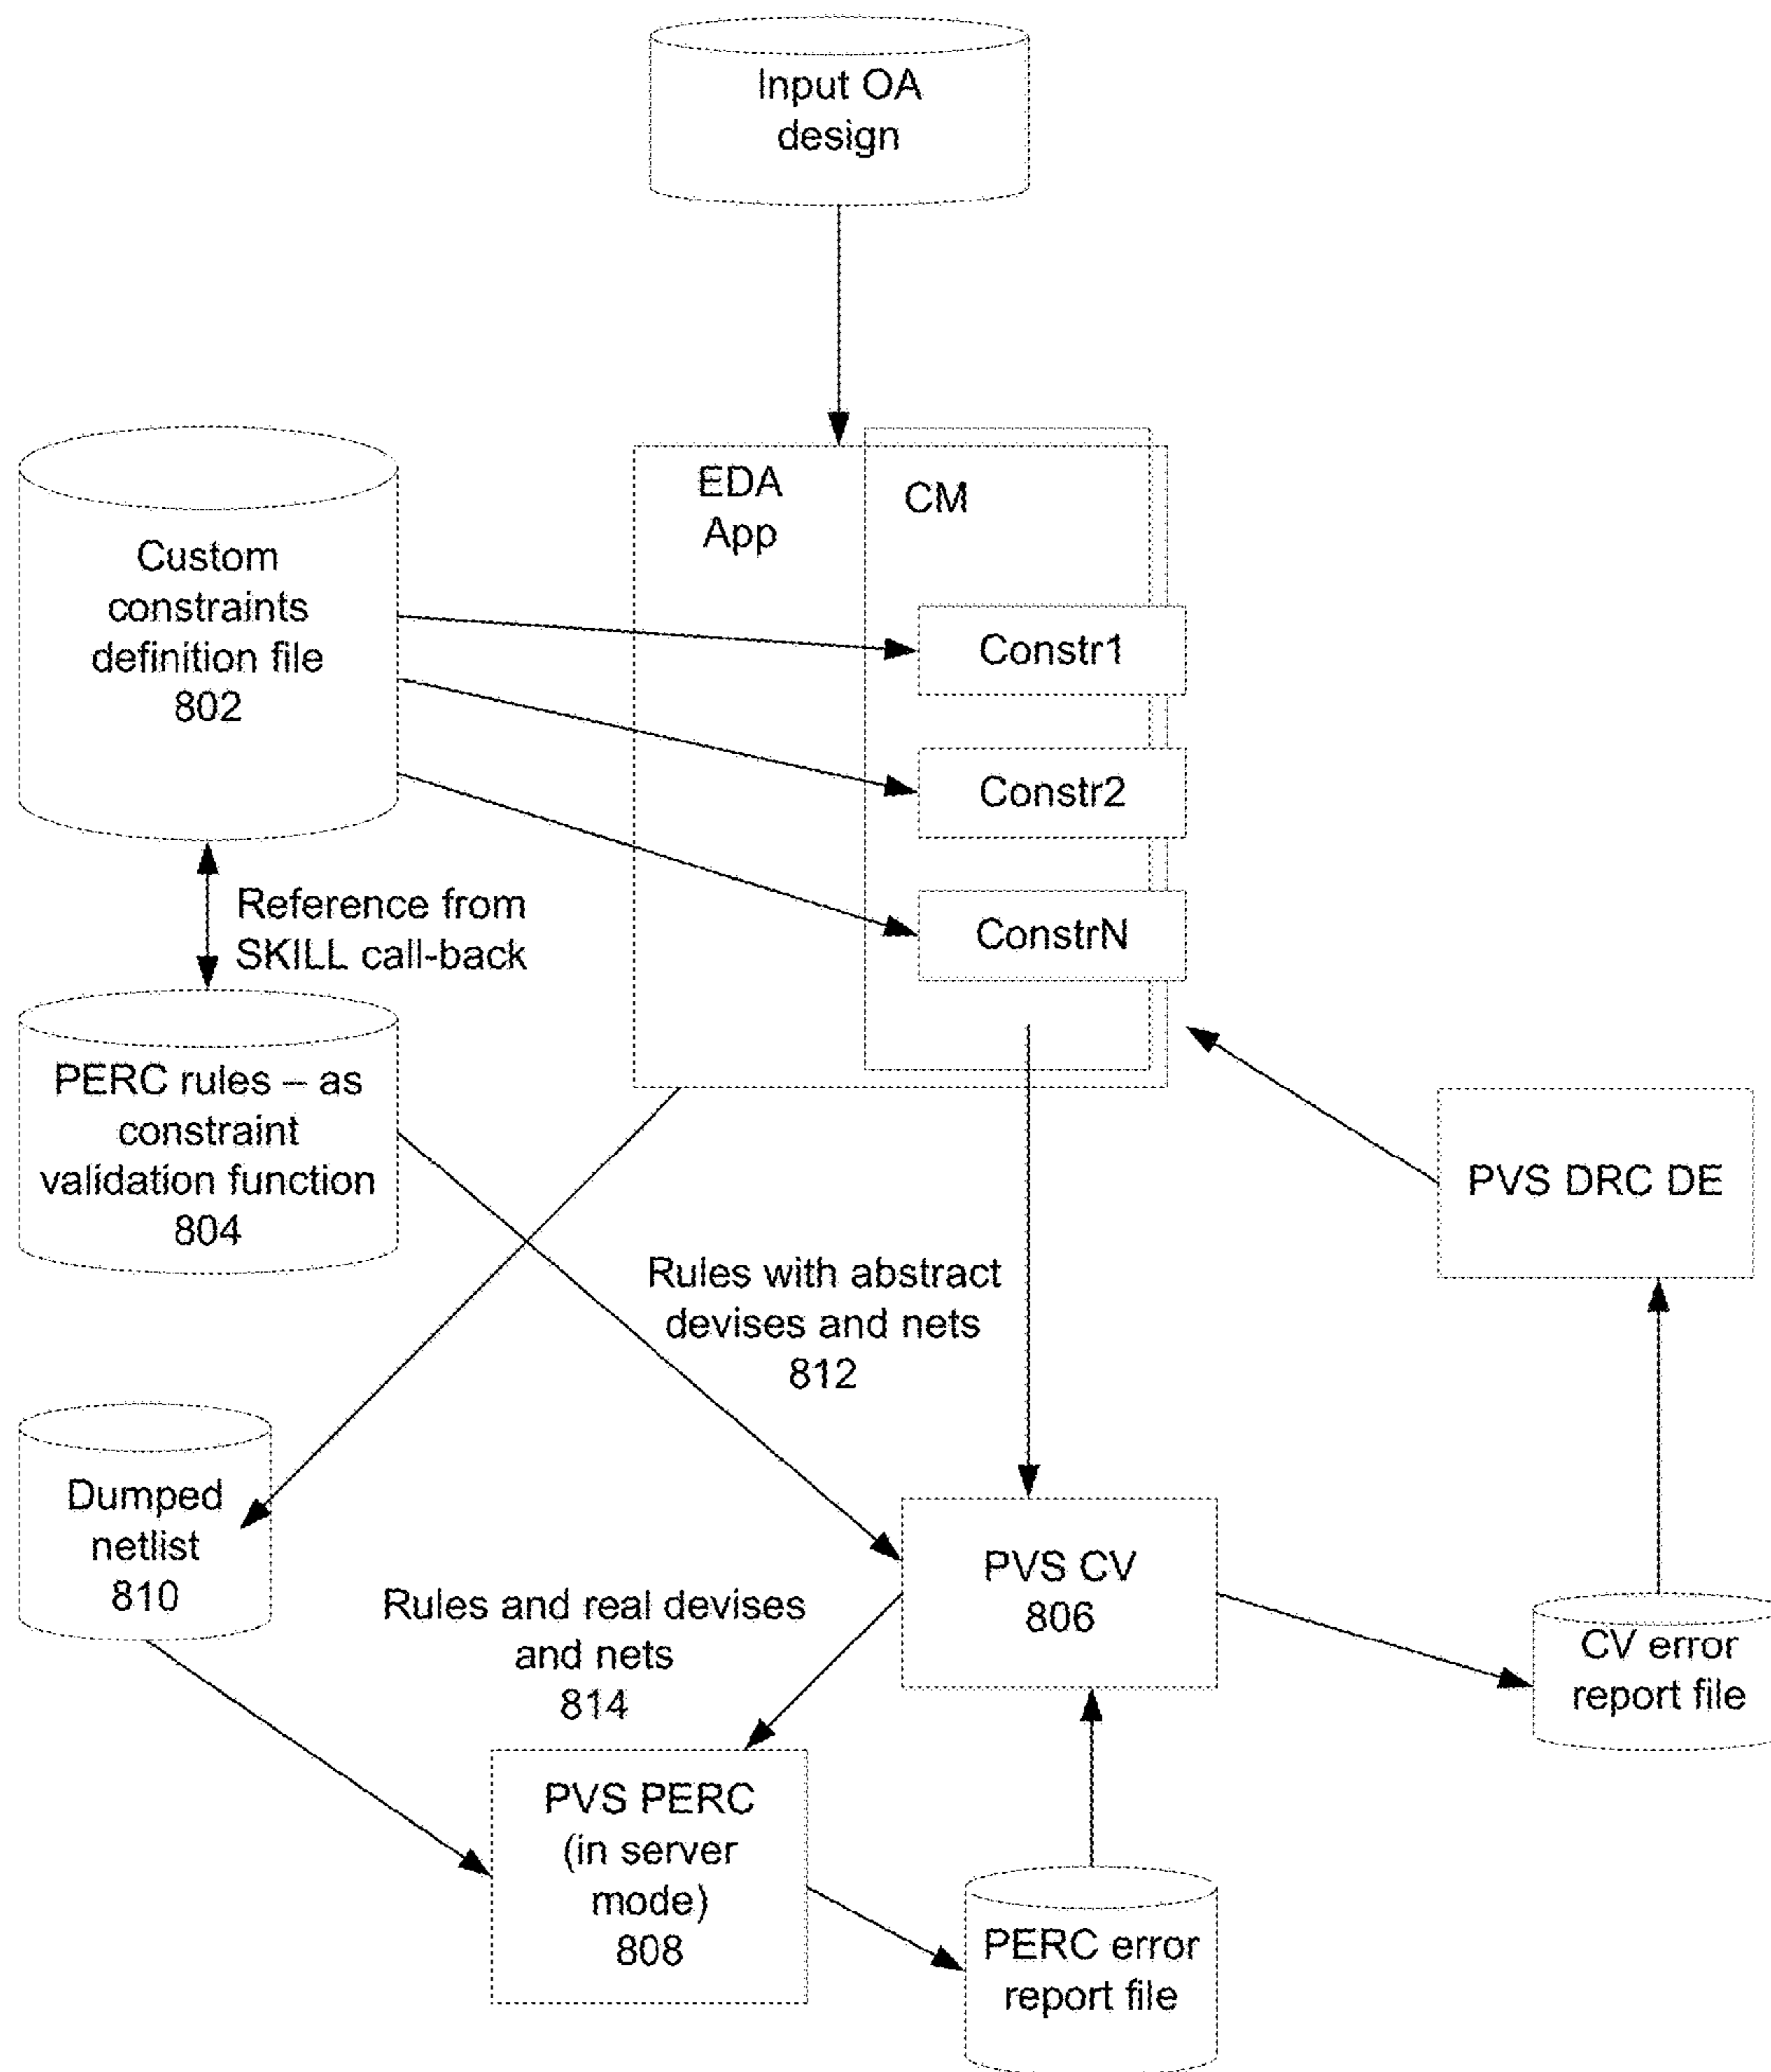 Input OA
design
EDA
App
CM
Custom
constraints
definition file
802
Constr1
Constr2
ConstrN
Reference from
SKILL call-back
PERC rules – as
constraint
validation function
804
PVS DRC DE
Rules with abstract
devises and nets
812
Dumped
netlist
810
Rules and real devises
and nets
814
PVS CV
806
CV error
report file
PVS PERC
(in server
mode)
808
PERC error
report file